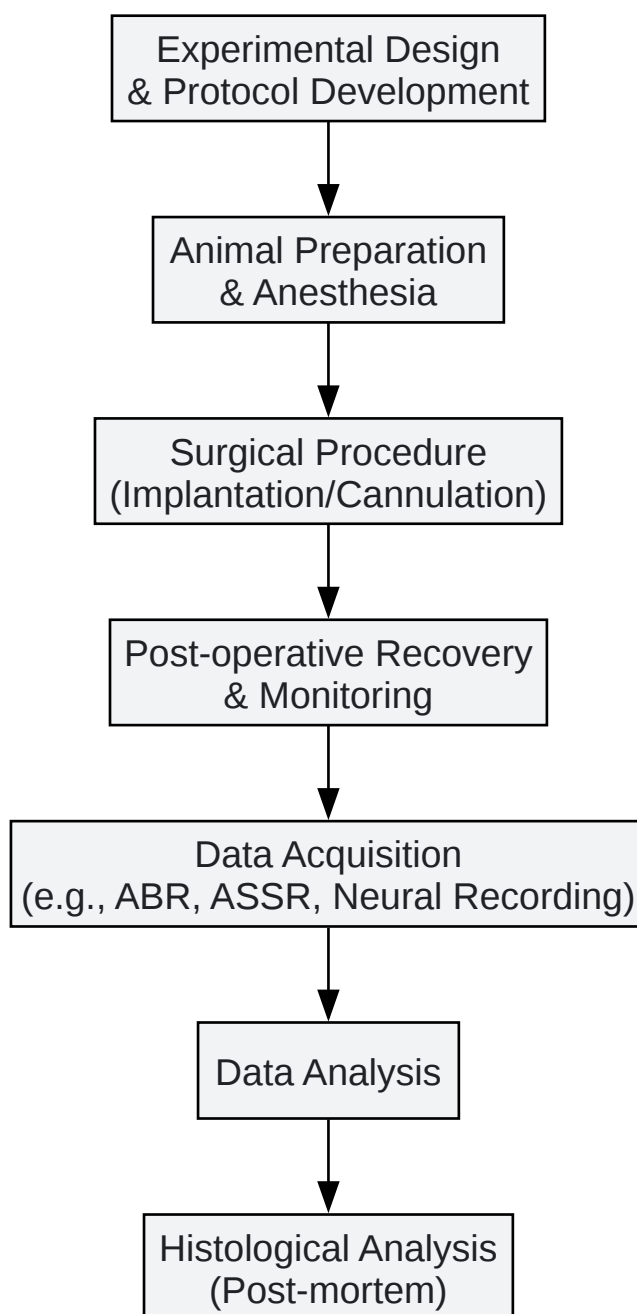 Experimental Design
& Protocol Development
Animal Preparation
& Anesthesia
Surgical Procedure
(Implantation/Cannulation)
Post-operative Recovery
& Monitoring
Data Acquisition
(e.g., ABR, ASSR, Neural Recording)
Data Analysis
Histological Analysis
(Post-mortem)